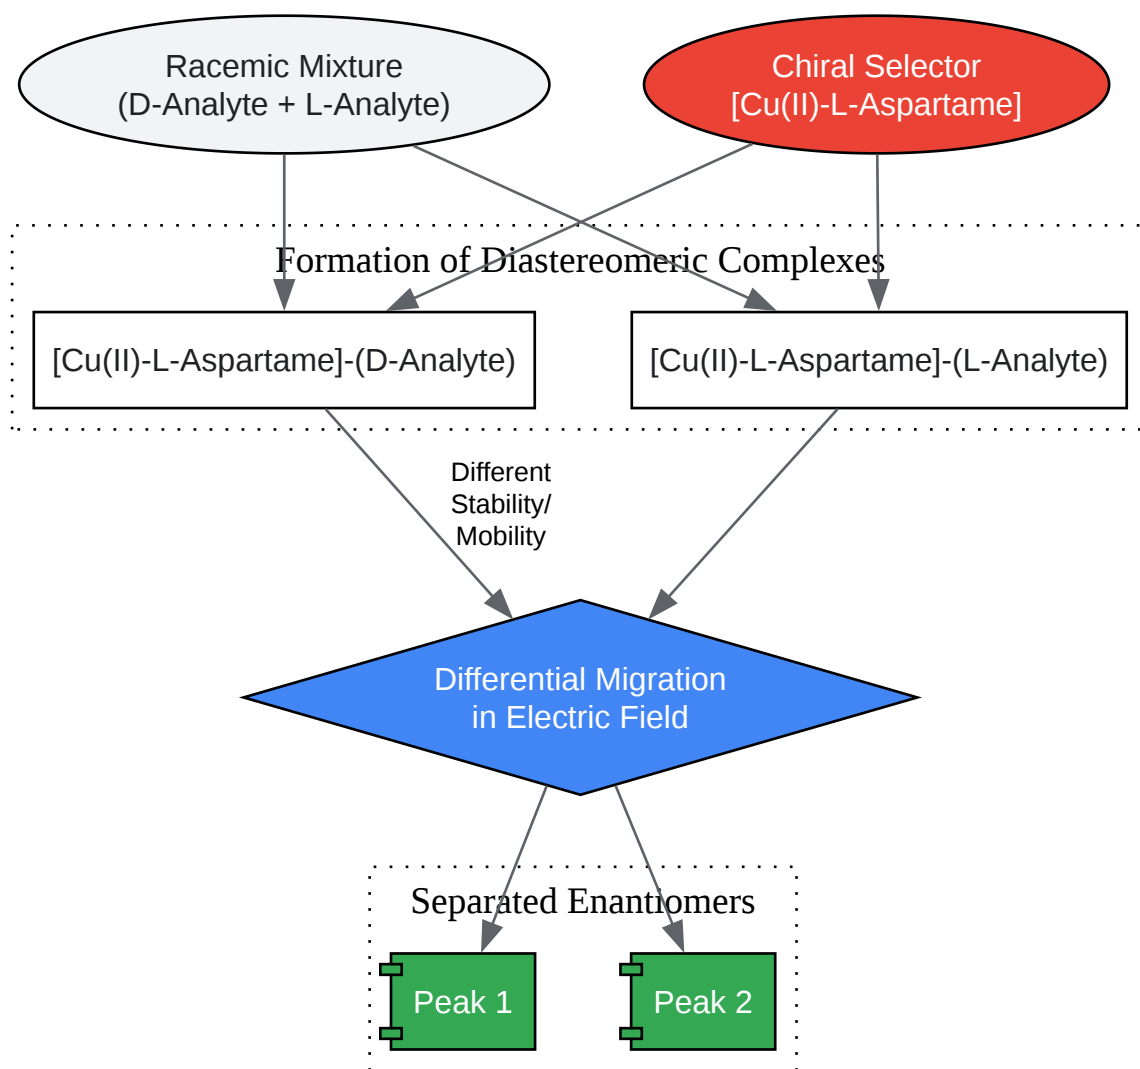 Racemic Mixture
(D-Analyte + L-Analyte)
Chiral Selector
[Cu(II)-L-Aspartame]
Formation of Diastereomeric Complexes
[Cu(II)-L-Aspartame]-(D-Analyte)
[Cu(II)-L-Aspartame]-(L-Analyte)
Different
Stability/
Mobility
Differential Migration
in Electric Field
Separated Enantiomers
Peak 1
Peak 2